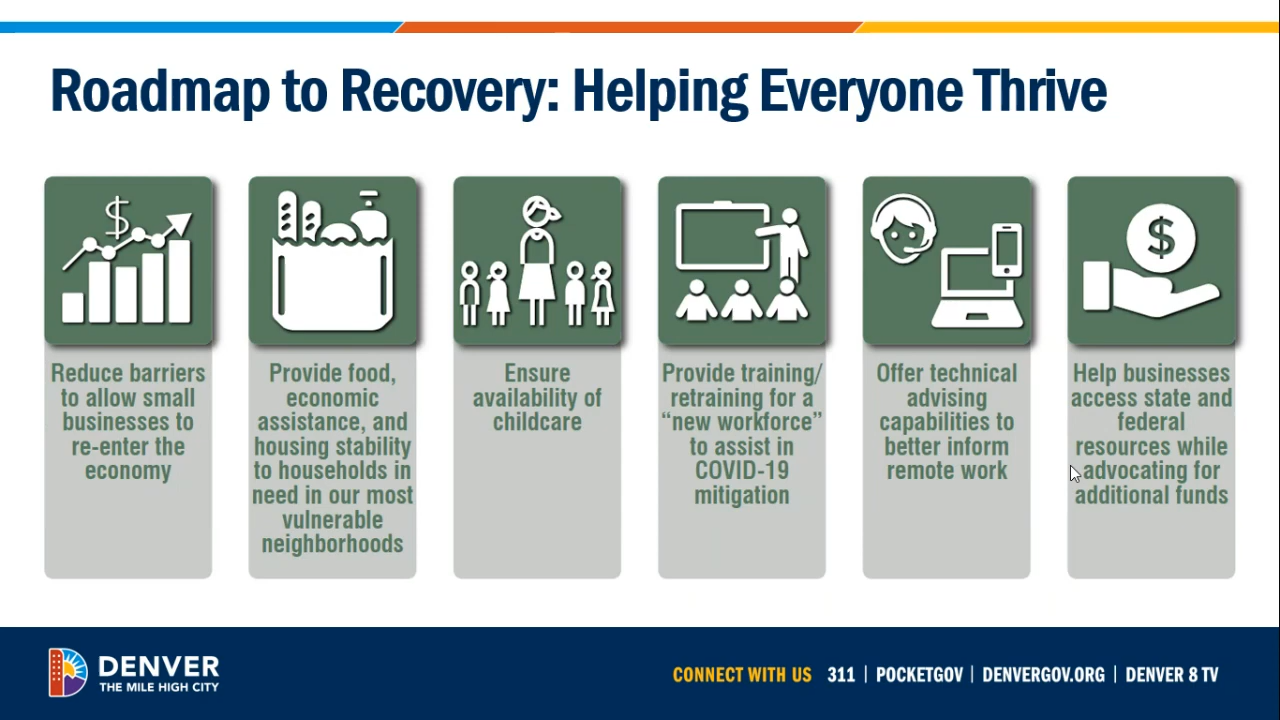 Roadmap to Recovery: Helping Everyone Thrive
$
$
Reduce barriers
to allow small
businesses to
re-enter the
economy
Provide food,
economic
assistance, and
housing stability
to households in
need in our most
vulnerable
neighborhoods
Ensure
availability of
childcare
Provide training/
retraining for a
“new workforce”
to assist in
COVID-19
mitigation
Offer technical
advising
capabilities to
better inform
remote work
Help businesses
access state and
federal
resources while
advocating for
additional funds
DENVER
THE MILE HIGH CITY
CONNECT WITH US 311 | POCKETGOV | DENVERGOV.ORG | DENVER 8 TV